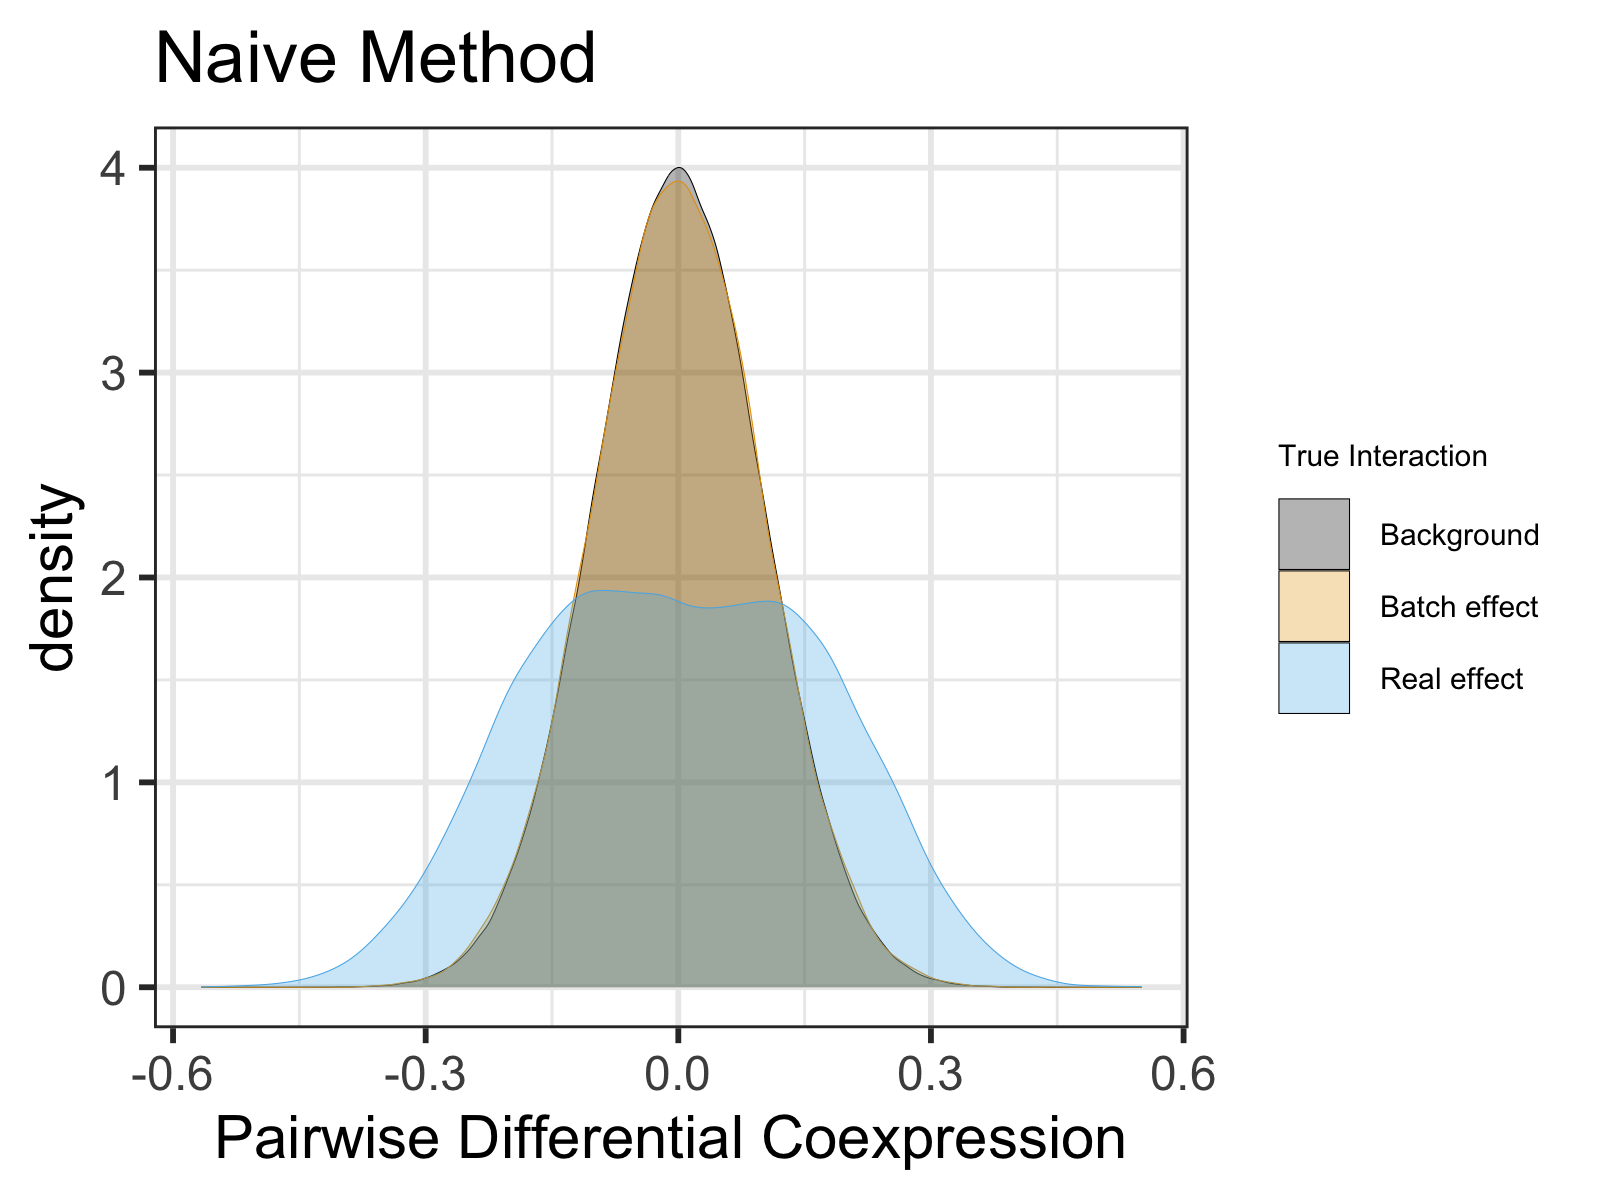 Naive Method
4
3
2
1
0
density
-0.6
-0.3
0.0
0.3
0.6
Pairwise Differential Coexpression
True Interaction
Background
Batch effect
Real effect